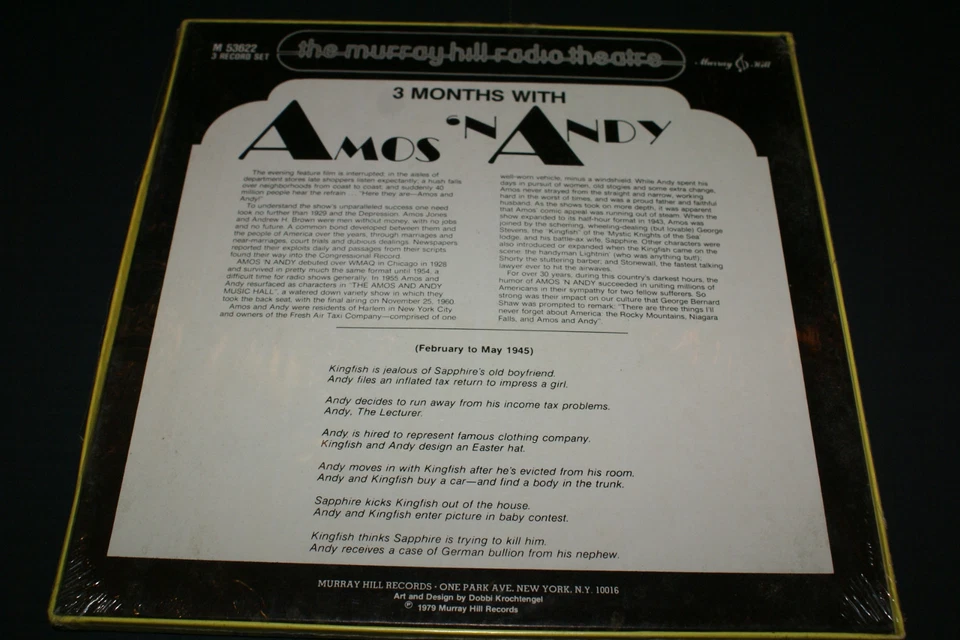 M 53622
3 RECORD SET
the murray hill radio theatre
Murray Hill
3 MONTHS WITH
AMOS 'N ANDY
The evening feature film is interrupted; in the aisles of
department stores late shoppers listen expectantly; a hush falls
over neighborhoods from coast to coast; and suddenly 40
million people hear the refrain ... "Here they are—Amos and
Andy!"
To understand the show's unparalleled success one need
look no further than 1929 and the Depression. Amos Jones
and Andrew H. Brown were men without money, with no jobs
and no future. A common bond developed between them and
the people of America over the years, through marriages and
near-marriages, court trials and dubious dealings. Newspapers
reported their exploits daily and passages from their scripts
found their way into the Congressional Record.
AMOS 'N ANDY debuted over WMAQ in Chicago in 1928
and survived in pretty much the same format until 1954, a
difficult time for radio shows generally. In 1955 Amos and
Andy resurfaced as characters in "THE AMOS AND ANDY
MUSIC HALL", a watered down variety show in which they
took the back seat, with the final airing on November 25, 1960.
Amos and Andy were residents of Harlem in New York City
and owners of the Fresh Air Taxi Company—comprised of one
well-worn vehicle, minus a windshield. While Andy spent his
days in pursuit of women, old stogies and some extra change,
Amos never strayed from the straight and narrow, working
hard in the worst of times, and was a proud father and faithful
husband. As the shows took on more depth, it was apparent
that Amos' comic appeal was running out of steam. When the
show expanded to its half-hour format in 1943, Amos was
joined by the scheming, wheeling-dealing (but lovable) George
Stevens, the "Kingfish" of the 'Mystic Knights of the Sea'
lodge, and his battle-ax wife, Sapphire. Other characters were
also introduced or expanded when the Kingfish came on the
scene: the handyman Lightnin' (who was anything but);
Shorty the stuttering barber; and Stonewall, the fastest talking
lawyer ever to hit the airwaves.
For over 30 years, during this country's darkest hours, the
humor of AMOS 'N ANDY succeeded in uniting millions of
Americans in their sympathy for two fellow sufferers. So
strong was their impact on our culture that George Bernard
Shaw was prompted to remark: "There are three things I'll
never forget about America: the Rocky Mountains, Niagara
Falls, and Amos and Andy".
(February to May 1945)
Kingfish is jealous of Sapphire's old boyfriend.
Andy files an inflated tax return to impress a girl.
Andy decides to run away from his income tax problems.
Andy, The Lecturer.
Andy is hired to represent famous clothing company.
Kingfish and Andy design an Easter hat.
Andy moves in with Kingfish after he's evicted from his room.
Andy and Kingfish buy a car—and find a body in the trunk.
Sapphire kicks Kingfish out of the house.
Andy and Kingfish enter picture in baby contest.
Kingfish thinks Sapphire is trying to kill him.
Andy receives a case of German bullion from his nephew.
MURRAY HILL RECORDS • ONE PARK AVE. NEW YORK, N.Y. 10016
Art and Design by Dobbi Krochtengel
℗ 1979 Murray Hill Records